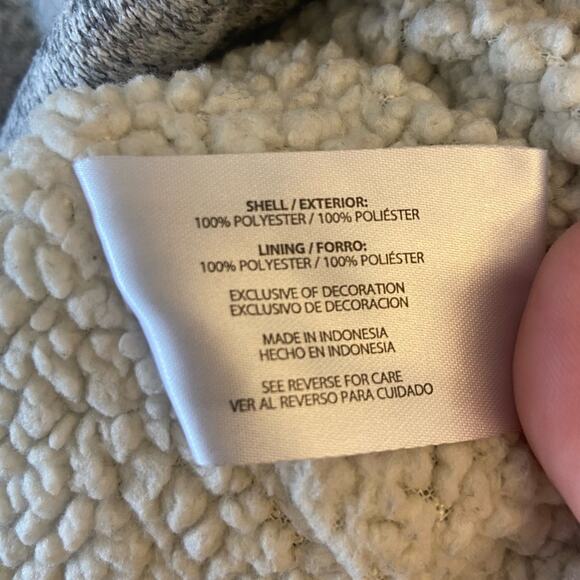 SHELL / EXTERIOR:
100% POLYESTER / 100% POLIÉSTER
LINING / FORRO:
100% POLYESTER / 100% POLIÉSTER
EXCLUSIVE OF DECORATION
EXCLUSIVO DE DECORACION
MADE IN INDONESIA
HECHO EN INDONESIA
SEE REVERSE FOR CARE
VER AL REVERSO PARA CUIDADO